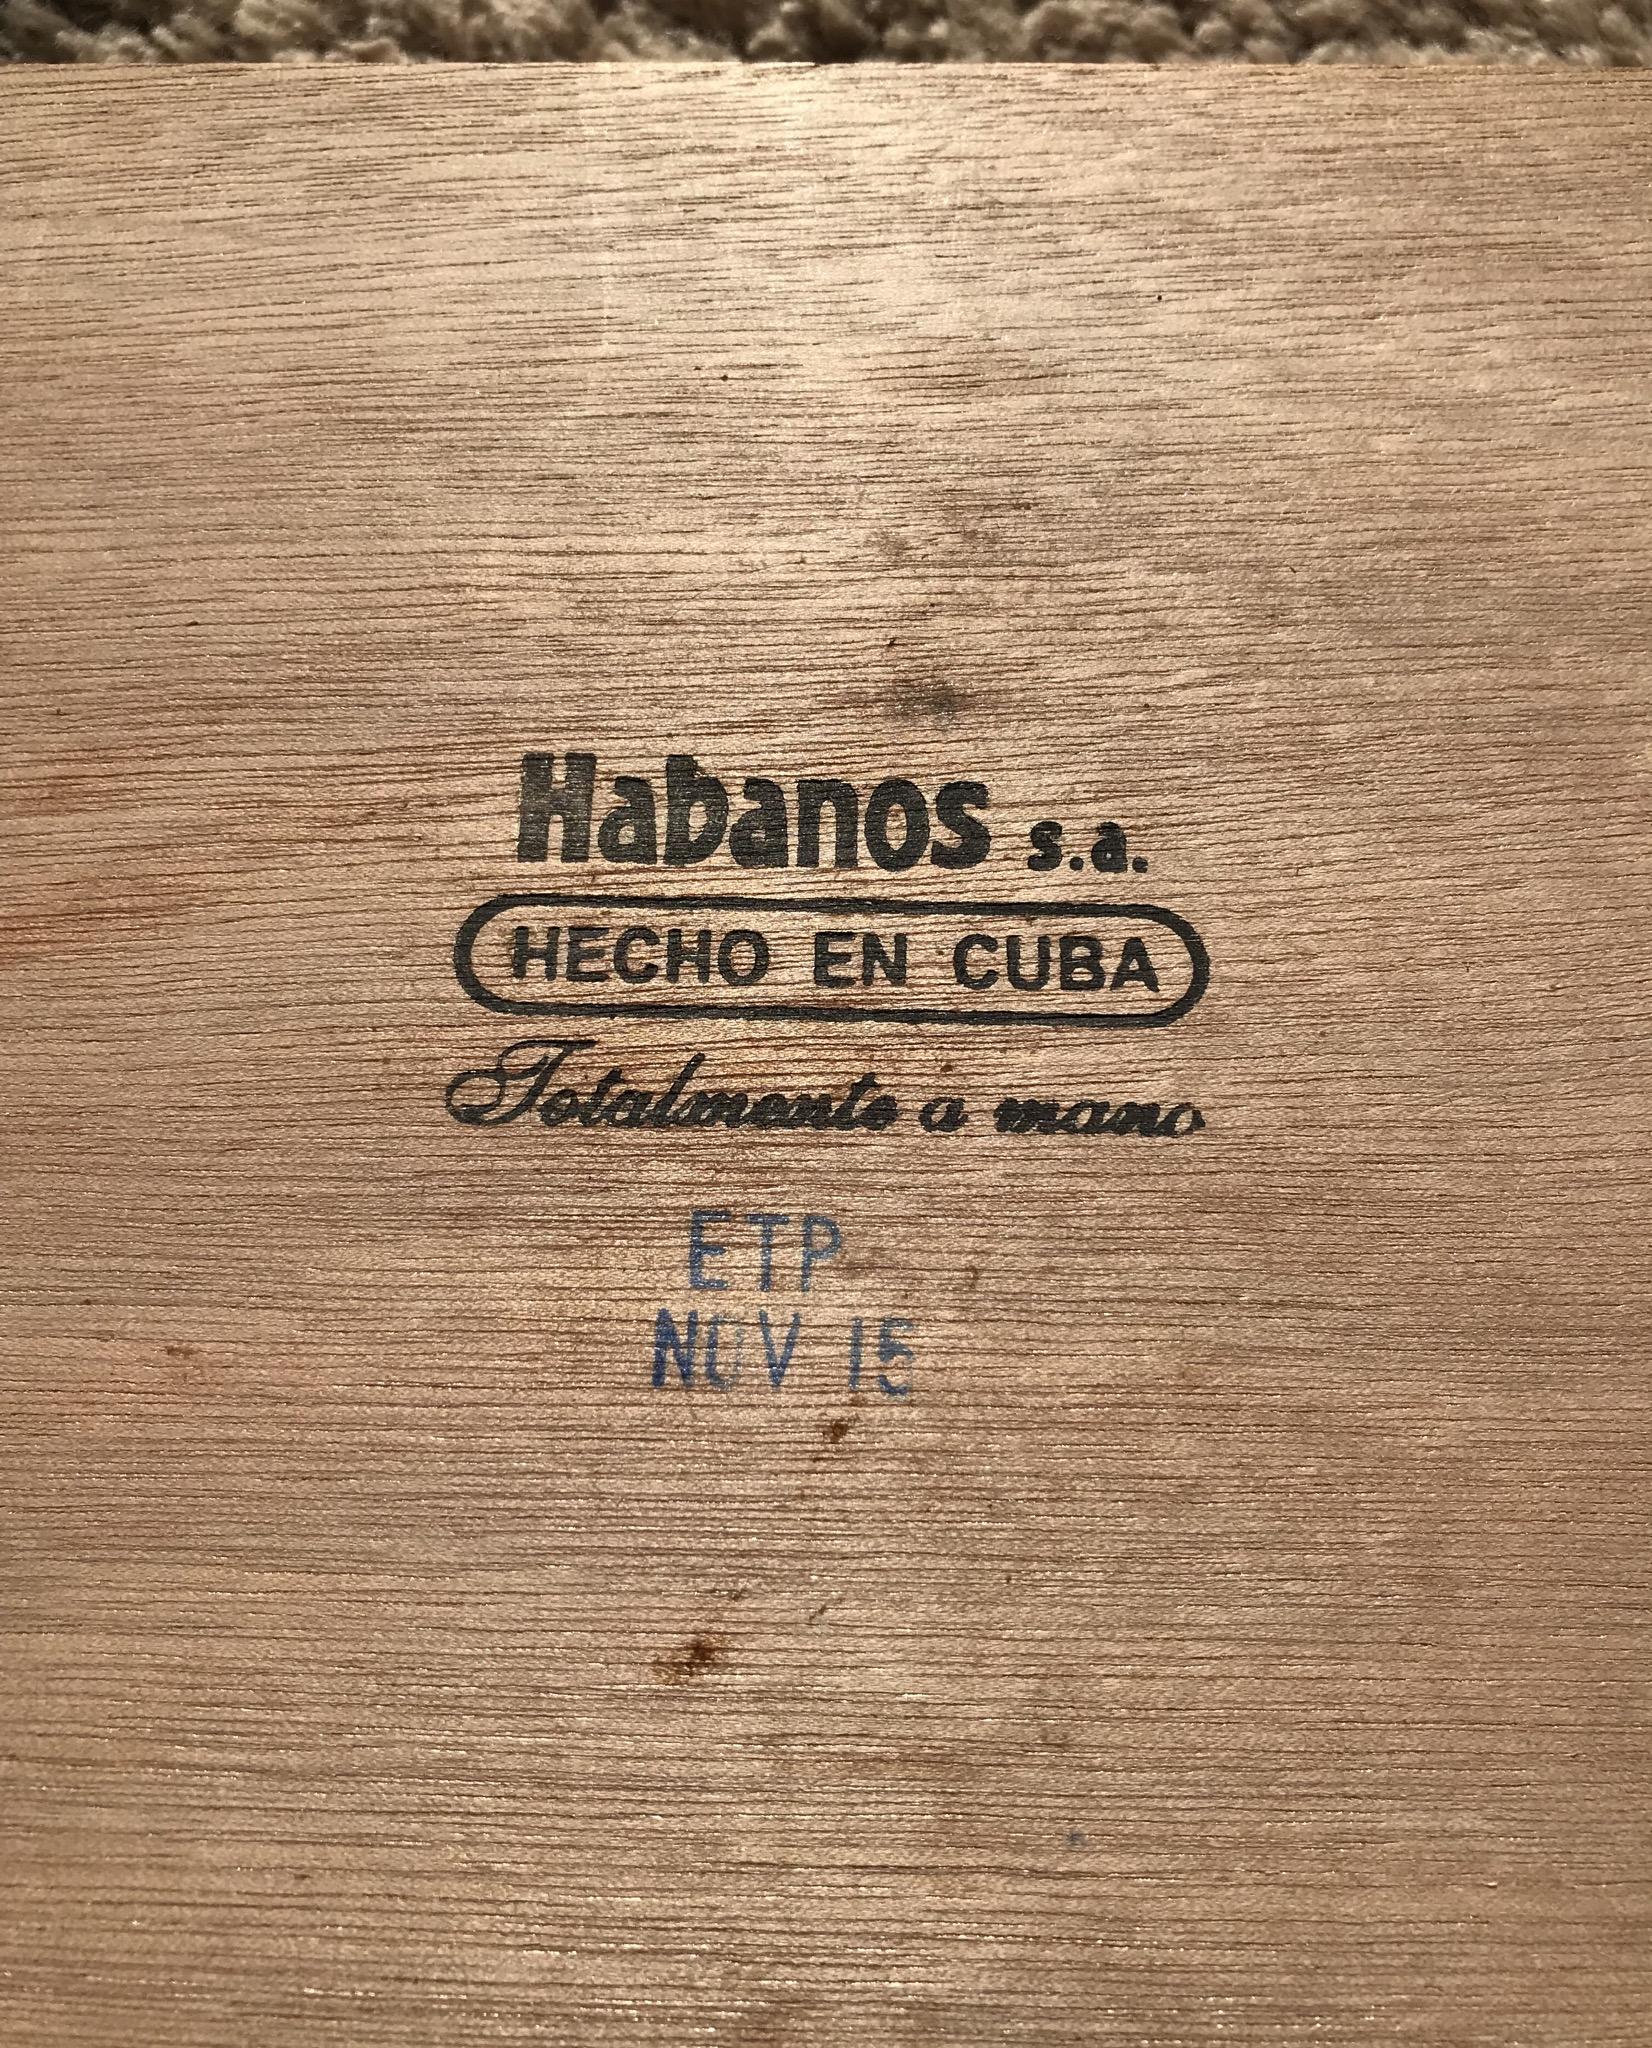 Habanos s.a.
HECHO EN CUBA
Totalmente a mano
ETP
NOV 15